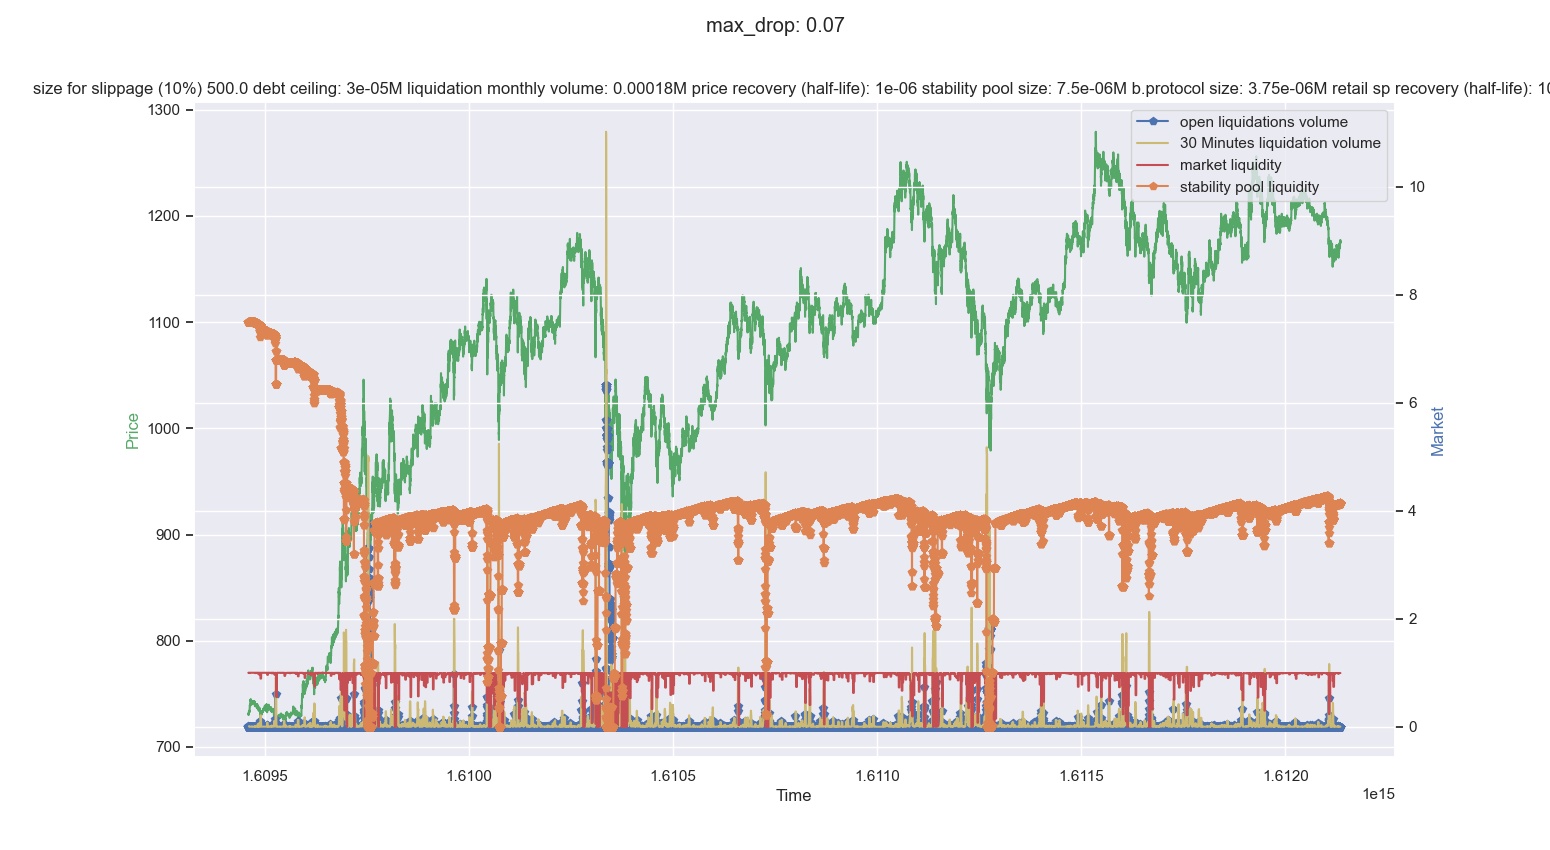 max_drop: 0.07
size for slippage (10%) 500.0 debt ceiling: 3e-05M liquidation monthly volume: 0.00018M price recovery (half-life): 1e-06 stability pool size: 7.5e-06M b.protocol size: 3.75e-06M retail sp recovery (half-life): 10
open liquidations volume
30 Minutes liquidation volume
market liquidity
stability pool liquidity
1300
1200
1100
1000
900
800
700
Price
10
8
6
4
2
0
Market
1.6095 1.6100 1.6105 1.6110 1.6115 1.6120
Time
1e15